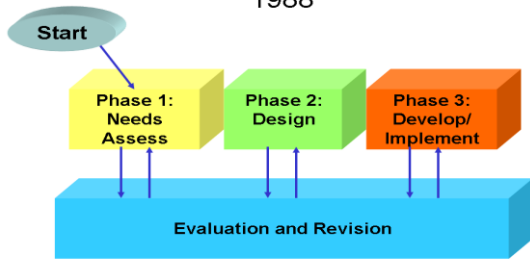 1988
Start
Phase 1:
Needs
Assess
Phase 2:
Design
Phase 3:
Develop/
Implement
Evaluation and Revision